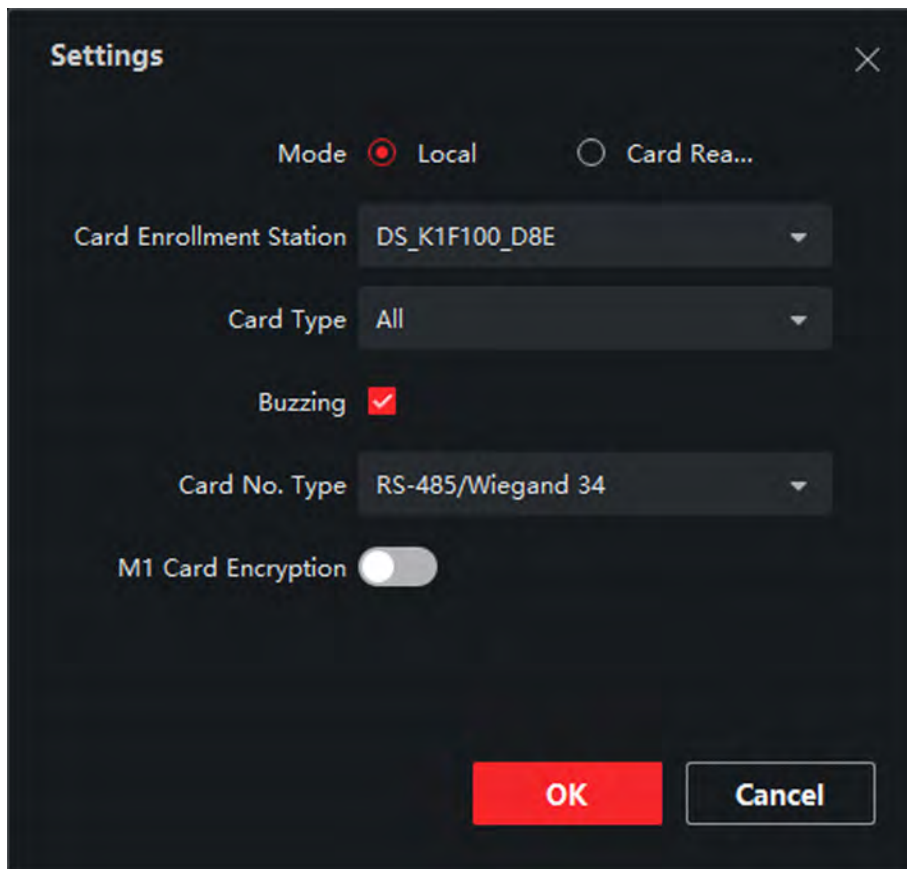 Settings
Mode Local Card Rea...
Card Enrollment Station DS_K1F100_D8E
Card Type All
Buzzing
Card No. Type RS-485/Wiegand 34
M1 Card Encryption
OK Cancel